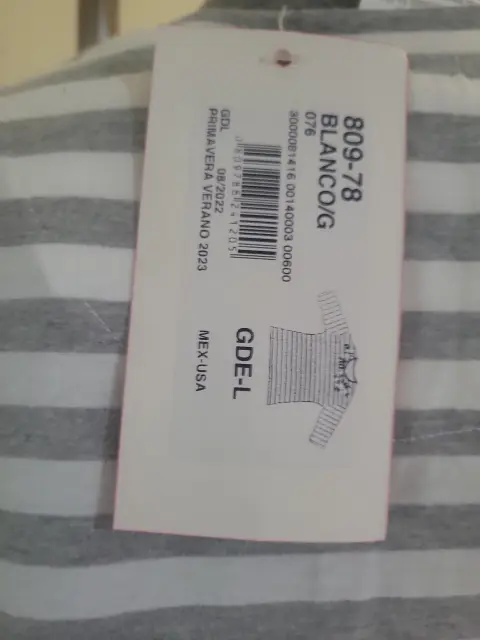 809-78
BLANCO/G
076
3000081416 00140003 00600
GDL 08/2022
PRIMAVERA VERANO 2023
GDE-L
MEX-USA